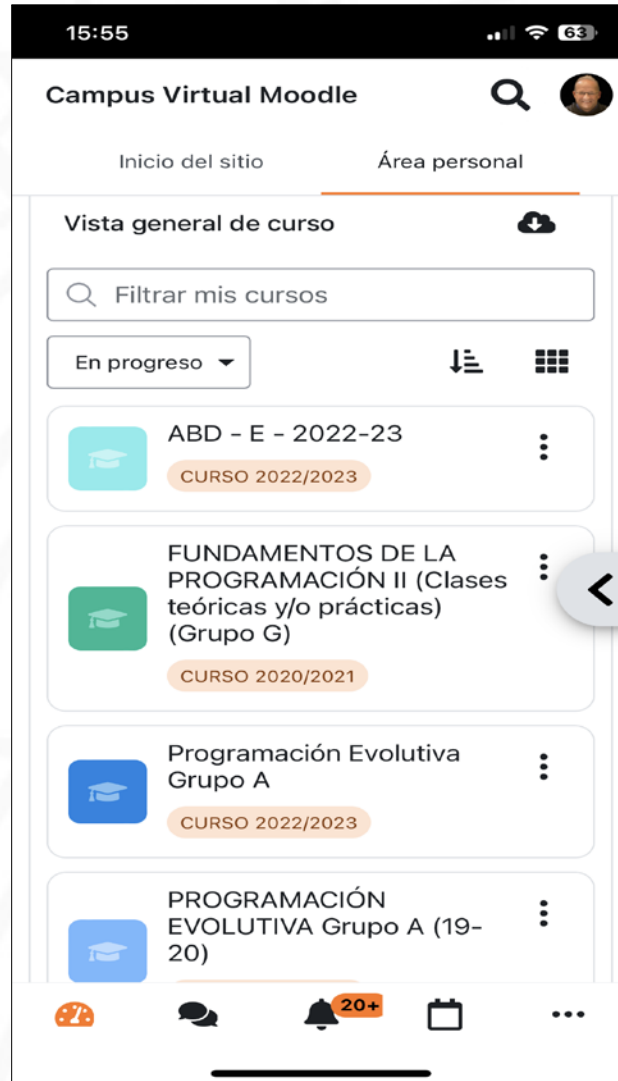 15:55
63
Campus Virtual Moodle
Inicio del sitio
Área personal
Vista general de curso
Filtrar mis cursos
En progreso
ABD - E - 2022-23
CURSO 2022/2023
FUNDAMENTOS DE LA
PROGRAMACIÓN II (Clases
teóricas y/o prácticas)
(Grupo G)
CURSO 2020/2021
Programación Evolutiva
Grupo A
CURSO 2022/2023
PROGRAMACIÓN
EVOLUTIVA Grupo A (19-
20)
20+